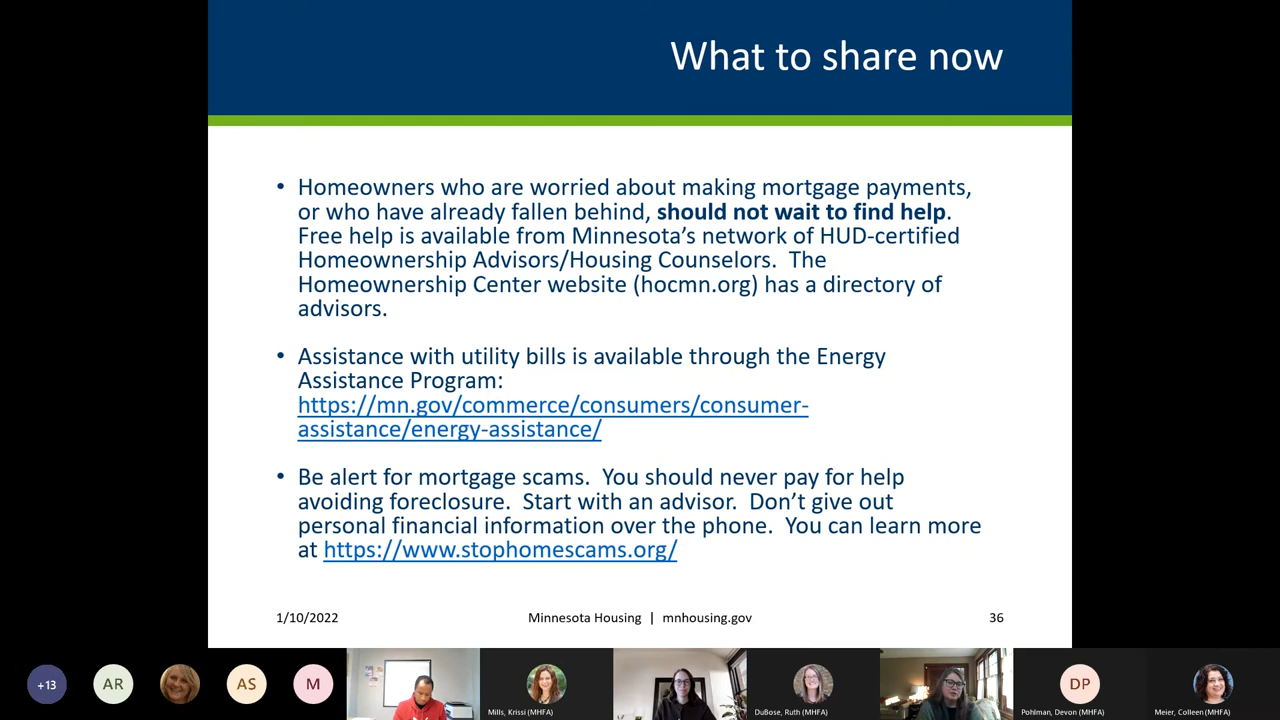 What to share now
• Homeowners who are worried about making mortgage payments,
or who have already fallen behind, should not wait to find help.
Free help is available from Minnesota’s network of HUD-certified
Homeownership Advisors/Housing Counselors.  The
Homeownership Center website (hocmn.org) has a directory of
advisors.
• Assistance with utility bills is available through the Energy
Assistance Program:
https://mn.gov/commerce/consumers/consumer-
assistance/energy-assistance/
• Be alert for mortgage scams.  You should never pay for help
avoiding foreclosure.  Start with an advisor.  Don’t give out
personal financial information over the phone.  You can learn more
at https://www.stophomescams.org/
1/10/2022
Minnesota Housing | mnhousing.gov
36
+13
AR
AS
M
DP
Mills, Krissi (MHFA)
DuBose, Ruth (MHFA)
Pohlman, Devon (MHFA)
Meier, Colleen (MHFA)